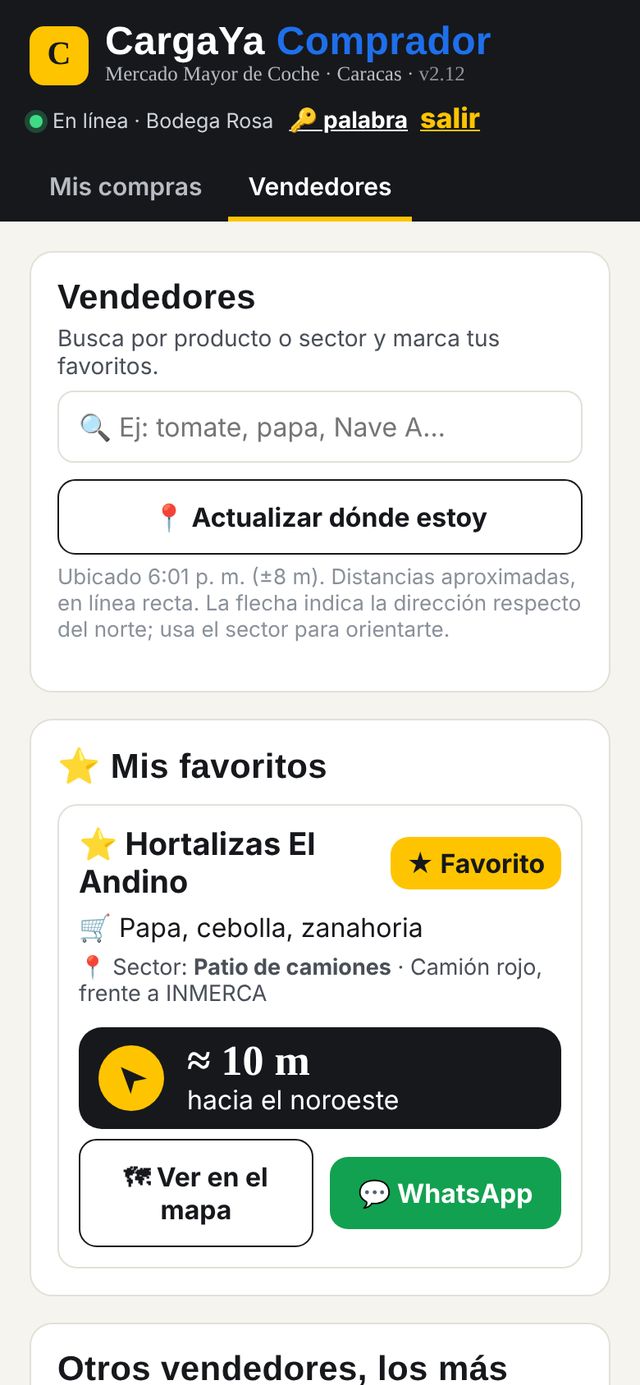 C
CargaYa Comprador
Mercado Mayor de Coche · Caracas · v2.12
En línea · Bodega Rosa 🔑 palabra salir
Mis compras Vendedores
Vendedores
Busca por producto o sector y marca tus
favoritos.
🔍 Ej: tomate, papa, Nave A...
📍 Actualizar dónde estoy
Ubicado 6:01 p. m. (±8 m). Distancias aproximadas,
en línea recta. La flecha indica la dirección respecto
del norte; usa el sector para orientarte.
⭐ Mis favoritos
⭐ Hortalizas El
Andino
★ Favorito
🛒 Papa, cebolla, zanahoria
📍 Sector: Patio de camiones · Camión rojo,
frente a INMERCA
≈ 10 m
hacia el noroeste
🗺 Ver en el
mapa
💬 WhatsApp
Otros vendedores, los más